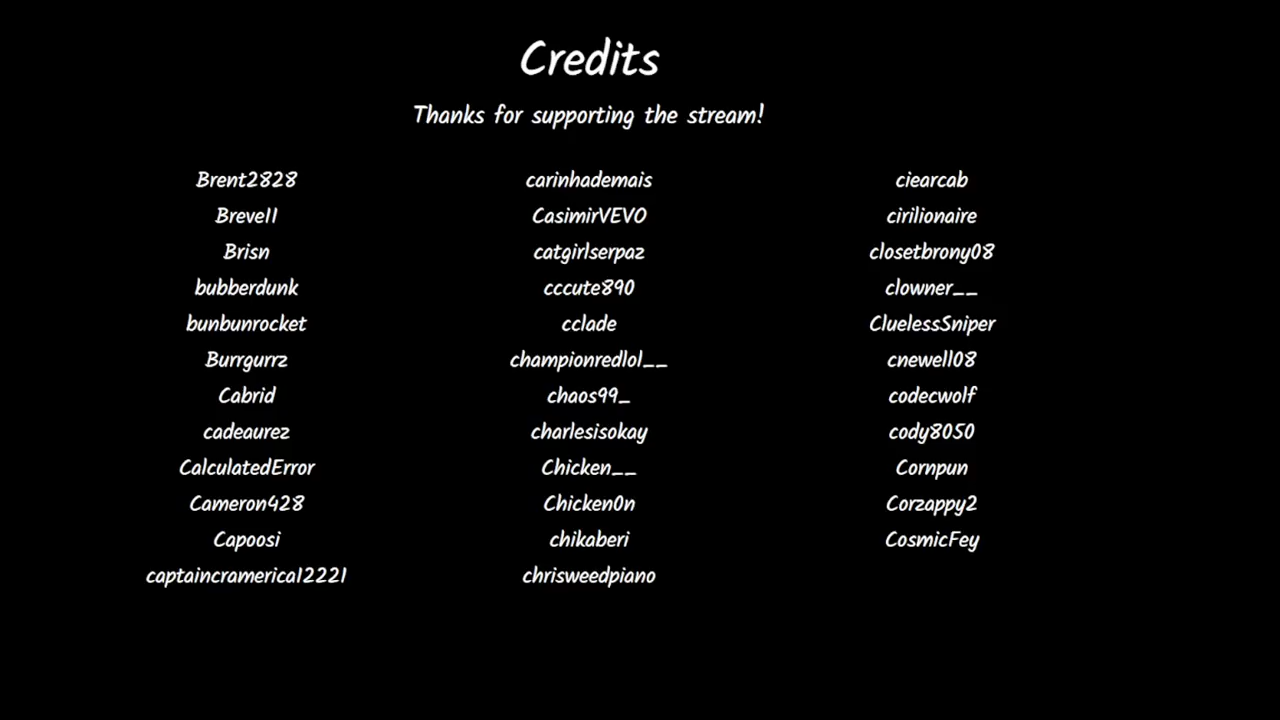 Credits
Thanks for supporting the stream!
Brent2828
Brevell
Brisn
bubberdunk
bunbunrocket
Burrgurrz
Cabrid
cadeaurez
CalculatedError
Cameron428
Capoosi
captaincramerica12221
carinhademais
CasimirVEVO
catgirlserpaz
cccute890
cclade
championredlol__
chaos99_
charlesisokay
Chicken__
Chicken0n
chikaberi
chrisweedpiano
ciearcab
cirilionaire
closetbrony08
clowner__
CluelessSniper
cnewell08
codecwolf
cody8050
Cornpun
Corzappy2
CosmicFey